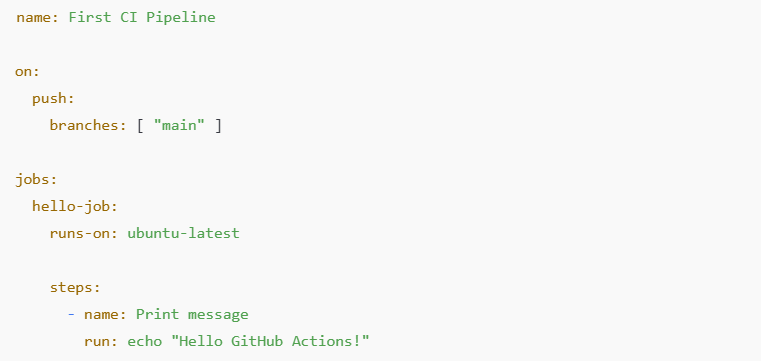 name: First CI Pipeline
on:
push:
branches: [ "main" ]
jobs:
hello-job:
runs-on: ubuntu-latest
steps:
- name: Print message
run: echo "Hello GitHub Actions!"